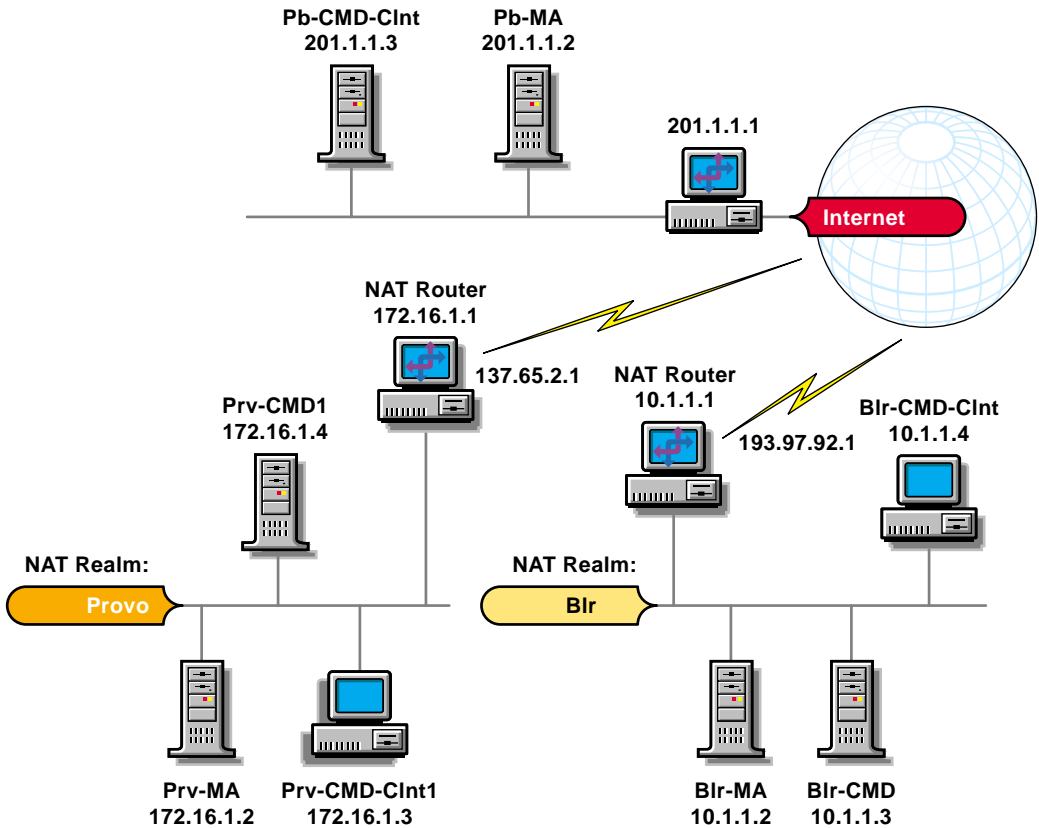 Pb-CMD-Clnt
201.1.1.3
Pb-MA
201.1.1.2
201.1.1.1
Internet
NAT Router
172.16.1.1
137.65.2.1
NAT Router
10.1.1.1
193.97.92.1
Blr-CMD-Clnt
10.1.1.4
Prv-CMD1
172.16.1.4
NAT Realm:
Provo
NAT Realm:
Blr
Prv-MA
172.16.1.2
Prv-CMD-Clnt1
172.16.1.3
Blr-MA
10.1.1.2
Blr-CMD
10.1.1.3